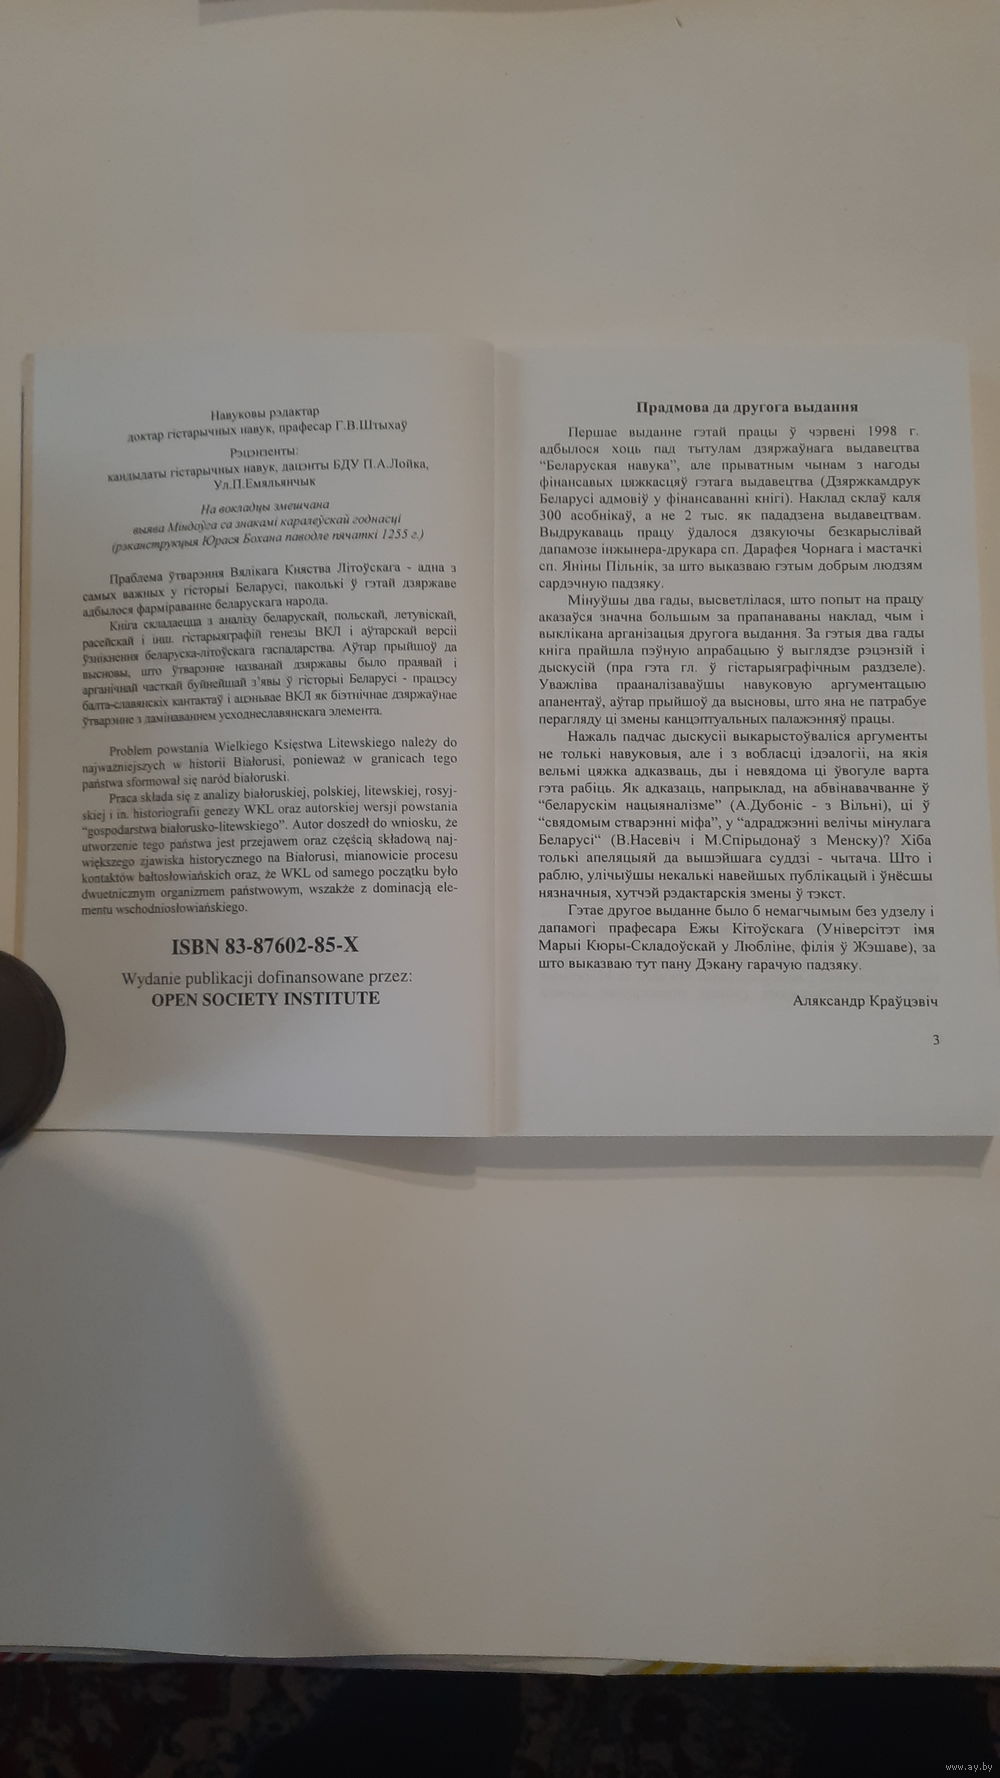 Навуковы рэдактар
доктар гістарычных навук, прафесар Г.В.Штыхаў
Рэцэнзенты:
кандыдаты гістарычных навук, дацэнты БДУ П.А.Лойка,
Ул.П.Емяльянчык
На вокладцы змешчана
выява Міндоўга са знакамі каралеўскай годнасці
(рэканструкцыя Юрася Бохана паводле пячаткі 1255 г.)
Праблема ўтварэння Вялікага Княства Літоўскага - адна з
самых важных у гісторыі Беларусі, паколькі ў гэтай дзяржаве
адбылося фарміраванне беларускага народа.
Кніга складаецца з аналізу беларускай, польскай, летувіскай,
расейскай і інш. гістарыяграфій генезы ВКЛ і аўтарскай версіі
ўзнікнення беларуска-літоўскага гаспадарства. Аўтар прыйшоў да
высновы, што ўтварэнне названай дзяржавы было праявай і
арганічнай часткай буйнейшай з'явы ў гісторыі Беларусі - працэсу
балта-славянскіх кантактаў і ацэньвае ВКЛ як біэтнічнае дзяржаўнае
ўтварэнне з дамінаваннем усходнеславянскага элемента.
Problem powstania Wielkiego Księstwa Litewskiego należy do
najważniejszych w historii Białorusi, ponieważ w granicach tego
państwa sformował się naród białoruski.
Praca składa się z analizy białoruskiej, polskiej, litewskiej, rosyj-
skiej i in. historiografii genezy WKL oraz autorskiej wersji powstania
“gospodarstwa białorusko-litewskiego”. Autor doszedł do wniosku, że
utworzenie tego państwa jest przejawem oraz częścią składową naj-
większego zjawiska historycznego na Białorusi, mianowicie procesu
kontaktów bałtosłowiańskich oraz, że WKL od samego początku było
dwuetnicznym organizmem państwowym, wszakże z dominacją ele-
mentu wschodniosłowiańskiego.
ISBN 83-87602-85-X
Wydanie publikacji dofinansowane przez:
OPEN SOCIETY INSTITUTE
Прадмова да другога выдання
Першае выданне гэтай працы ў чэрвені 1998 г.
адбылося хоць пад тытулам дзяржаўнага выдавецтва
“Беларуская навука”, але прыватным чынам з нагоды
фінансавых цяжкасцяў гэтага выдавецтва (Дзяржкамдрук
Беларусі адмовіў у фінансаванні кнігі). Наклад склаў каля
300 асобнікаў, а не 2 тыс. як пададзена выдавецтвам.
Выдрукаваць працу ўдалося дзякуючы безкарыслівай
дапамозе інжынера-друкара сп. Дарафея Чорнага і мастачкі
сп. Яніны Пільнік, за што выказваю гэтым добрым людзям
сардэчную падзяку.
Мінуўшы два гады, высветлілася, што попыт на працу
аказаўся значна большым за прапанаваны наклад, чым і
выклікана арганізацыя другога выдання. За гэтыя два гады
кніга прайшла пэўную апрабацыю ў выглядзе рэцэнзій і
дыскусій (пра гэта гл. ў гістарыяграфічным раздзеле).
Уважліва прааналізаваўшы навуковую аргументацыю
апанентаў, аўтар прыйшоў да высновы, што яна не патрабуе
перагляду ці змены канцэптуальных палажэнняў працы.
Нажаль падчас дыскусіі выкарыстоўваліся аргументы
не толькі навуковыя, але і з вобласці ідэалогіі, на якія
вельмі цяжка адказваць, ды і невядома ці ўвогуле варта
гэта рабіць. Як адказаць, напрыклад, на абвінавачванне ў
“беларускім нацыяналізме” (А.Дубоніс - з Вільні), ці ў
“свядомым стварэнні міфа”, у “адраджэнні велічы мінулага
Беларусі“ (В.Насевіч і М.Спірыдонаў з Менску)? Хіба
толькі апеляцыяй да вышэйшага суддзі - чытача. Што і
раблю, улічыўшы некалькі навейшых публікацый і ўнёсшы
нязначныя, хутчэй рэдактарскія змены ў тэкст.
Гэтае другое выданне было б немагчымым без удзелу і
дапамогі прафесара Ежы Кітоўскага (Універсітэт імя
Марыі Кюры-Складоўскай у Любліне, філія ў Жэшаве), за
што выказваю тут пану Дэкану гарачую падзяку.
Аляксандр Краўцэвіч
3
www.ay.by